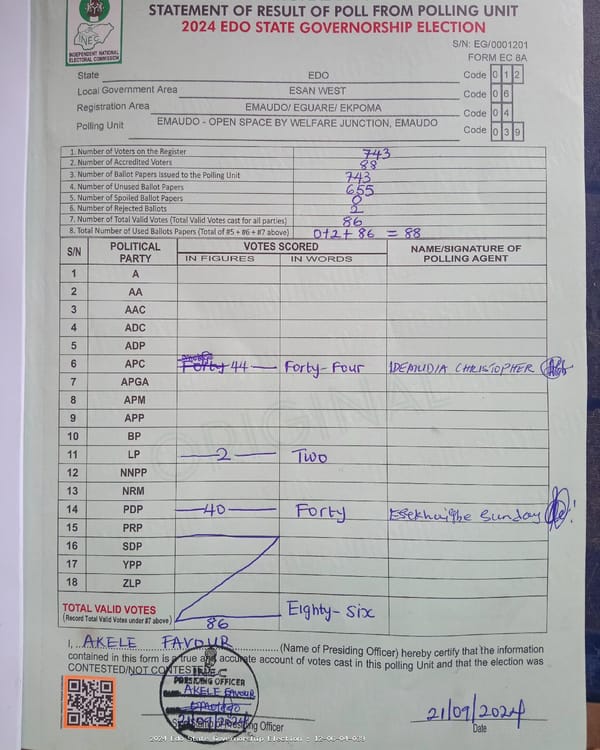 STATEMENT OF RESULT OF POLL FROM POLLING UNIT
2024 EDO STATE GOVERNORSHIP ELECTION
INEC
INDEPENDENT NATIONAL
ELECTORAL COMMISSION
S/N: EG/0001201
FORM EC 8A
State EDO Code 0 1 2
Local Government Area ESAN WEST Code 0 6
Registration Area EMAUDO/ EGUARE/ EKPOMA Code 0 4
Polling Unit EMAUDO - OPEN SPACE BY WELFARE JUNCTION, EMAUDO Code 0 3 9
1. Number of Voters on the Register 743
2. Number of Accredited Voters 88
3. Number of Ballot Papers Issued to the Polling Unit 743
4. Number of Unused Ballot Papers 655
5. Number of Spoiled Ballot Papers 0
6. Number of Rejected Ballots 2
7. Number of Total Valid Votes (Total Valid Votes cast for all parties) 86
8. Total Number of Used Ballots Papers (Total of #5 + #6 + #7 above) 0+2+86 = 88
S/N POLITICAL PARTY VOTES SCORED NAME/SIGNATURE OF POLLING AGENT
IN FIGURES IN WORDS
1 A
2 AA
3 AAC
4 ADC
5 ADP
6 APC Forty 44 Forty-Four IDEMUDIA CHRISTOPHER
7 APGA
8 APM
9 APP
10 BP
11 LP 2 Two
12 NNPP
13 NRM
14 PDP 40 Forty Esekhaighe Sunday
15 PRP
16 SDP
17 YPP
18 ZLP
TOTAL VALID VOTES
(Record Total Valid Votes under #7 above) 86 Eighty-Six
ORIGINAL
I, AKELE FAVOUR (Name of Presiding Officer) hereby certify that the information
contained in this form is a true and accurate account of votes cast in this polling Unit and that the election was
CONTESTED/NOT CONTESTED
PRESIDING OFFICER
AKELE FAVOUR
21/09/2024
Presiding Officer
21/09/2024
Date
2024 Edo State Governorship Election : 12-06-04-039